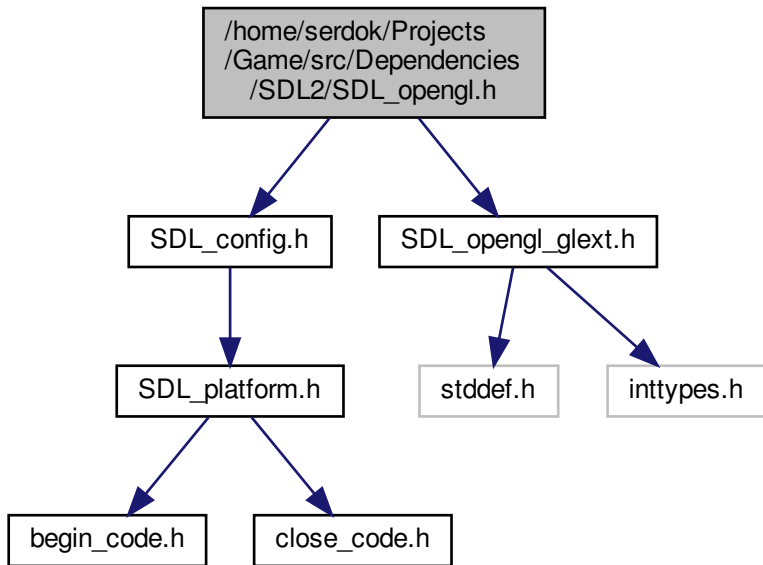 /home/serdok/Projects
/Game/src/Dependencies
/SDL2/SDL_opengl.h
SDL_config.h
SDL_opengl_glext.h
SDL_platform.h
stddef.h
inttypes.h
begin_code.h
close_code.h